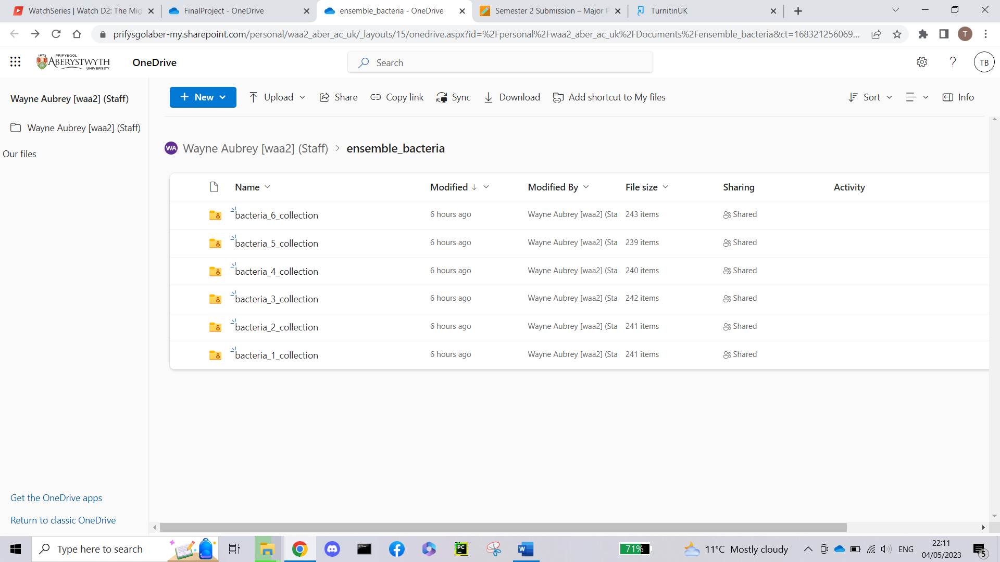 WatchSeries | Watch D2: The Mig
FinalProject - OneDrive
ensemble_bacteria - OneDrive
Semester 2 Submission – Major P
TurnitinUK
prifysgolaber-my.sharepoint.com/personal/waa2_aber_ac_uk/_layouts/15/onedrive.aspx?id=%2Fpersonal%2Fwaa2_aber_ac_uk%2FDocuments%2Fensemble_bacteria&ct=168321256069...
T
1872
PRIFYSGOL
ABERYSTWYTH
UNIVERSITY
OneDrive
Search
?
TB
Wayne Aubrey [waa2] (Staff)
Wayne Aubrey [waa2] (Staff)
Our files
Get the OneDrive apps
Return to classic OneDrive
New Upload Share Copy link Sync Download Add shortcut to My files Sort Info
WA Wayne Aubrey [waa2] (Staff) > ensemble_bacteria
Name Modified ↓ Modified By File size Sharing Activity
bacteria_6_collection 6 hours ago Wayne Aubrey [waa2] (Sta 243 items Shared
bacteria_5_collection 6 hours ago Wayne Aubrey [waa2] (Sta 239 items Shared
bacteria_4_collection 6 hours ago Wayne Aubrey [waa2] (Sta 240 items Shared
bacteria_3_collection 6 hours ago Wayne Aubrey [waa2] (Sta 242 items Shared
bacteria_2_collection 6 hours ago Wayne Aubrey [waa2] (Sta 241 items Shared
bacteria_1_collection 6 hours ago Wayne Aubrey [waa2] (Sta 241 items Shared
Type here to search
PC
W
71%
11°C Mostly cloudy
ENG
22:11
04/05/2023
5